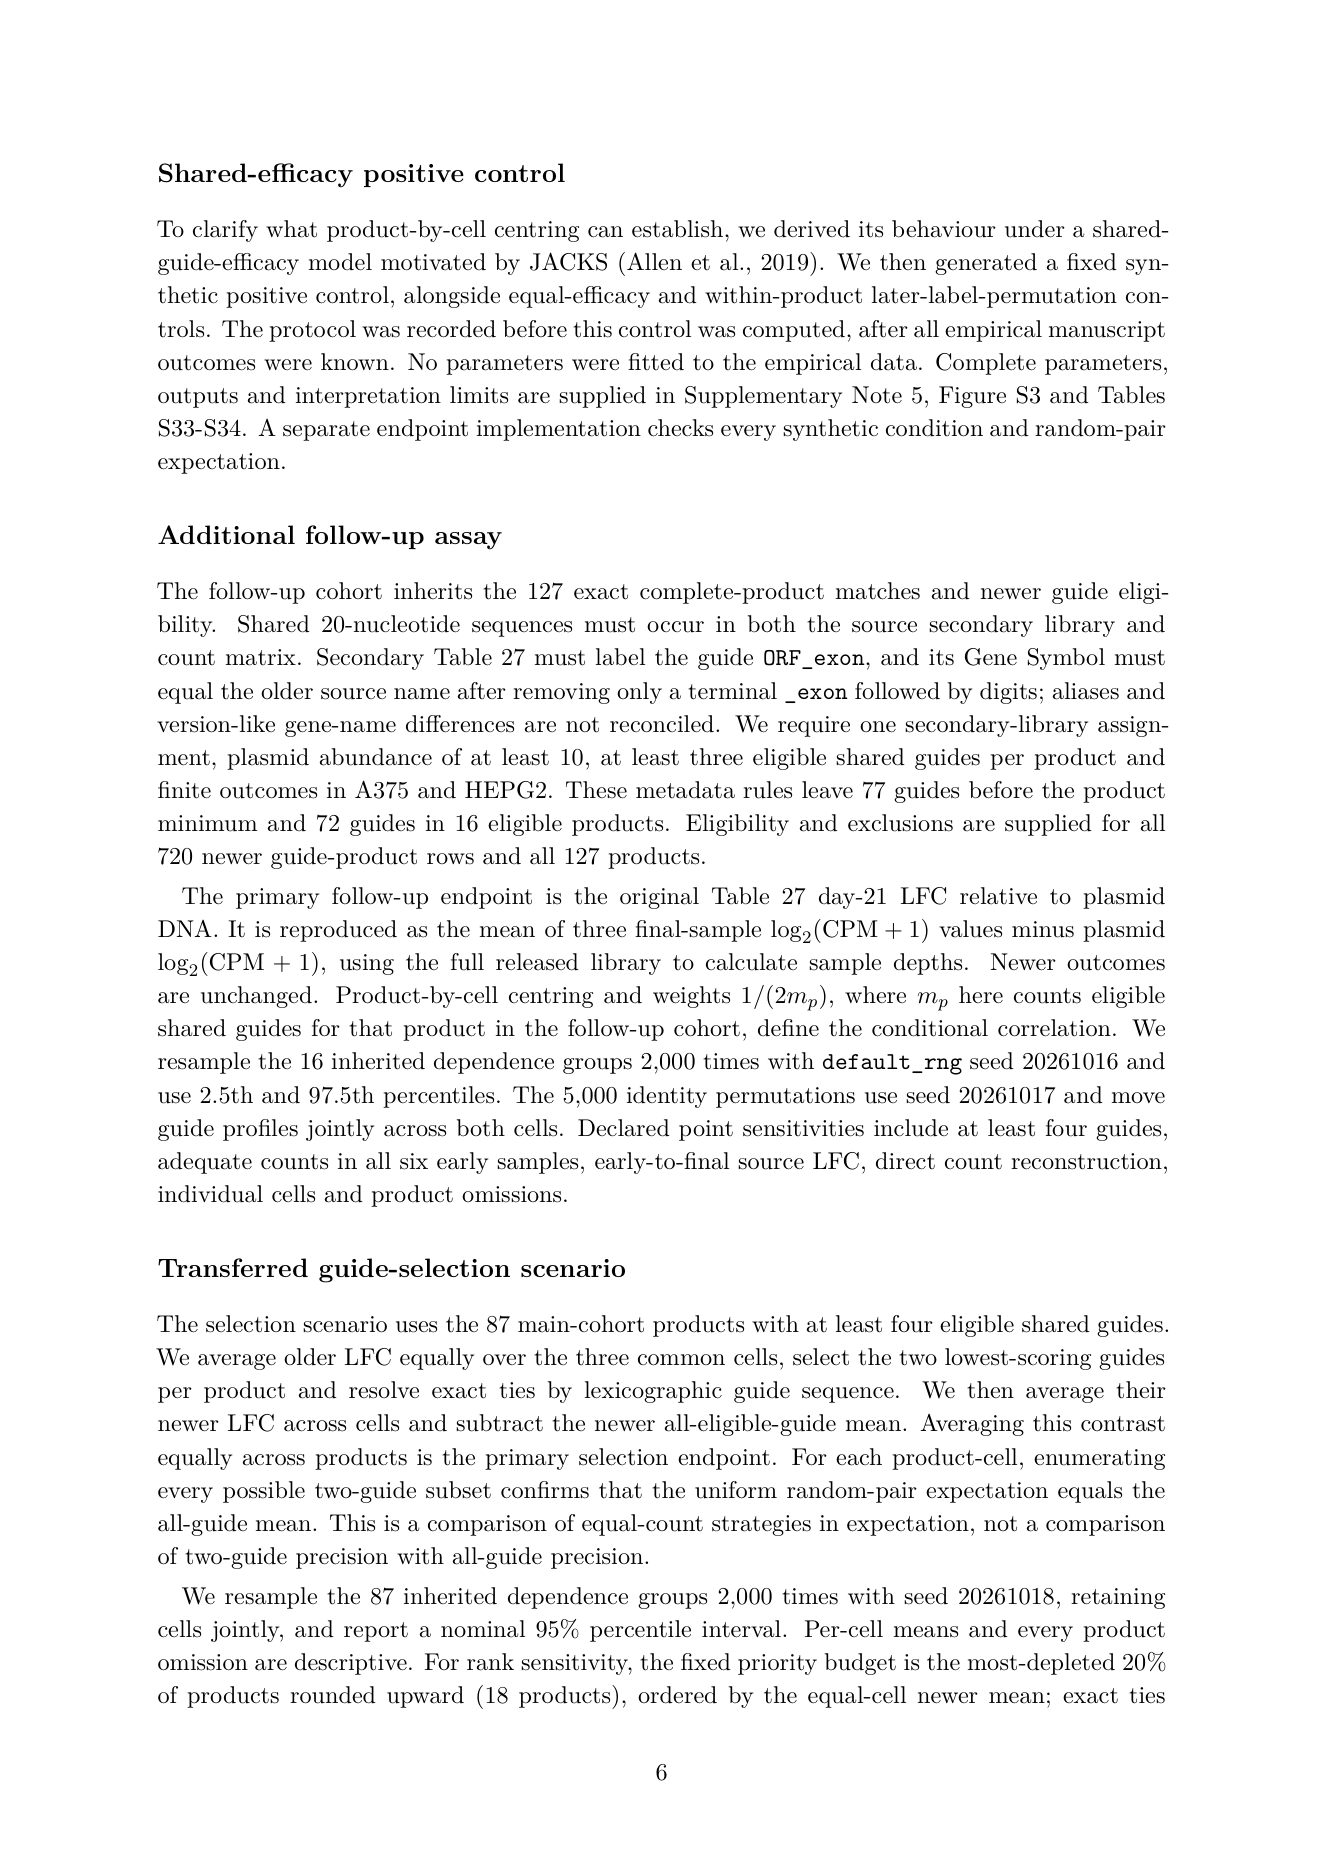 Shared-efficacy positive control
To clarify what product-by-cell centring can establish, we derived its behaviour under a shared-
guide-efficacy model motivated by JACKS (Allen et al., 2019). We then generated a fixed syn-
thetic positive control, alongside equal-efficacy and within-product later-label-permutation con-
trols. The protocol was recorded before this control was computed, after all empirical manuscript
outcomes were known. No parameters were fitted to the empirical data. Complete parameters,
outputs and interpretation limits are supplied in Supplementary Note 5, Figure S3 and Tables
S33-S34. A separate endpoint implementation checks every synthetic condition and random-pair
expectation.
Additional follow-up assay
The follow-up cohort inherits the 127 exact complete-product matches and newer guide eligi-
bility. Shared 20-nucleotide sequences must occur in both the source secondary library and
count matrix. Secondary Table 27 must label the guide ORF_exon, and its Gene Symbol must
equal the older source name after removing only a terminal _exon followed by digits; aliases and
version-like gene-name differences are not reconciled. We require one secondary-library assign-
ment, plasmid abundance of at least 10, at least three eligible shared guides per product and
finite outcomes in A375 and HEPG2. These metadata rules leave 77 guides before the product
minimum and 72 guides in 16 eligible products. Eligibility and exclusions are supplied for all
720 newer guide-product rows and all 127 products.
The primary follow-up endpoint is the original Table 27 day-21 LFC relative to plasmid
DNA. It is reproduced as the mean of three final-sample log₂(CPM + 1) values minus plasmid
log₂(CPM + 1), using the full released library to calculate sample depths. Newer outcomes
are unchanged. Product-by-cell centring and weights 1/(2mₚ), where mₚ here counts eligible
shared guides for that product in the follow-up cohort, define the conditional correlation. We
resample the 16 inherited dependence groups 2,000 times with default_rng seed 20261016 and
use 2.5th and 97.5th percentiles. The 5,000 identity permutations use seed 20261017 and move
guide profiles jointly across both cells. Declared point sensitivities include at least four guides,
adequate counts in all six early samples, early-to-final source LFC, direct count reconstruction,
individual cells and product omissions.
Transferred guide-selection scenario
The selection scenario uses the 87 main-cohort products with at least four eligible shared guides.
We average older LFC equally over the three common cells, select the two lowest-scoring guides
per product and resolve exact ties by lexicographic guide sequence. We then average their
newer LFC across cells and subtract the newer all-eligible-guide mean. Averaging this contrast
equally across products is the primary selection endpoint. For each product-cell, enumerating
every possible two-guide subset confirms that the uniform random-pair expectation equals the
all-guide mean. This is a comparison of equal-count strategies in expectation, not a comparison
of two-guide precision with all-guide precision.
We resample the 87 inherited dependence groups 2,000 times with seed 20261018, retaining
cells jointly, and report a nominal 95% percentile interval. Per-cell means and every product
omission are descriptive. For rank sensitivity, the fixed priority budget is the most-depleted 20%
of products rounded upward (18 products), ordered by the equal-cell newer mean; exact ties
6